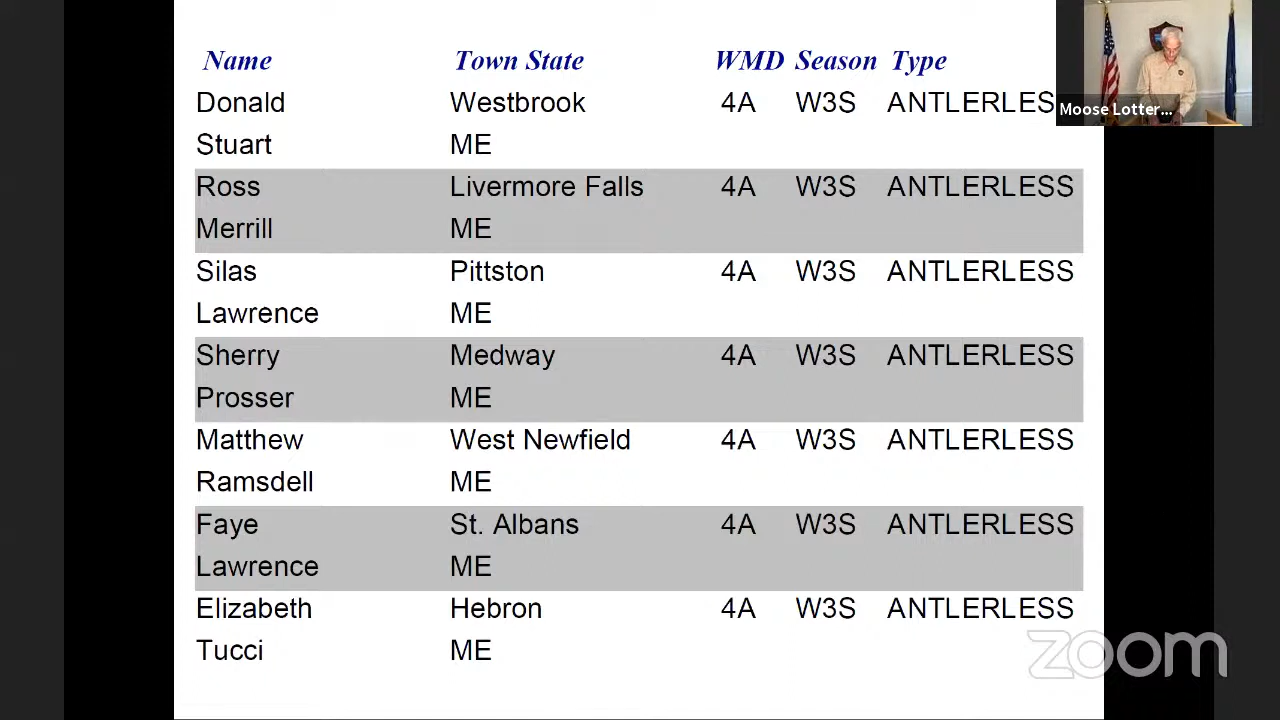 Name Town State WMD Season Type
Donald Westbrook 4A W3S ANTLERLES
Stuart ME
Ross Livermore Falls 4A W3S ANTLERLESS
Merrill ME
Silas Pittston 4A W3S ANTLERLESS
Lawrence ME
Sherry Medway 4A W3S ANTLERLESS
Prosser ME
Matthew West Newfield 4A W3S ANTLERLESS
Ramsdell ME
Faye St. Albans 4A W3S ANTLERLESS
Lawrence ME
Elizabeth Hebron 4A W3S ANTLERLESS
Tucci ME
Moose Lotter...
zoom